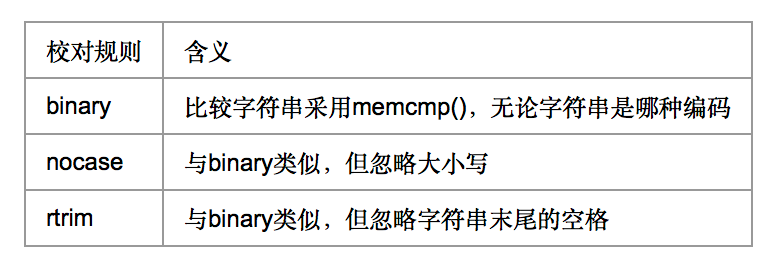 校对规则 含义
binary 比较字符串采用memcmp()，无论字符串是哪种编码
nocase 与binary类似，但忽略大小写
rtrim 与binary类似，但忽略字符串末尾的空格